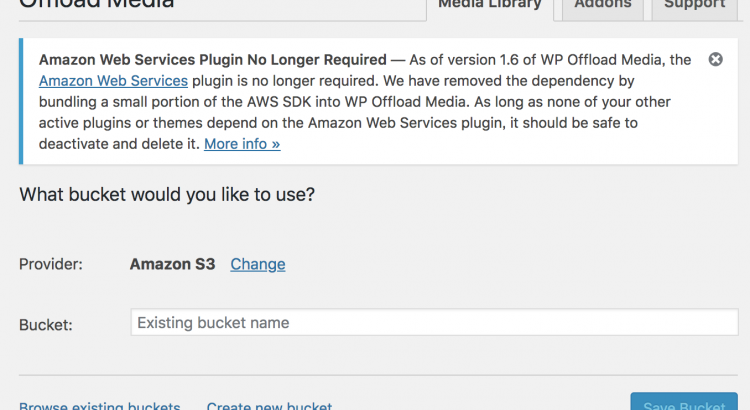 Offload Media
Media Library Addons Support
Amazon Web Services Plugin No Longer Required — As of version 1.6 of WP Offload Media, the
Amazon Web Services plugin is no longer required. We have removed the dependency by
bundling a small portion of the AWS SDK into WP Offload Media. As long as none of your other
active plugins or themes depend on the Amazon Web Services plugin, it should be safe to
deactivate and delete it. More info »
What bucket would you like to use?
Provider: Amazon S3 Change
Bucket: Existing bucket name
Browse existing buckets Create new bucket Save Bucket